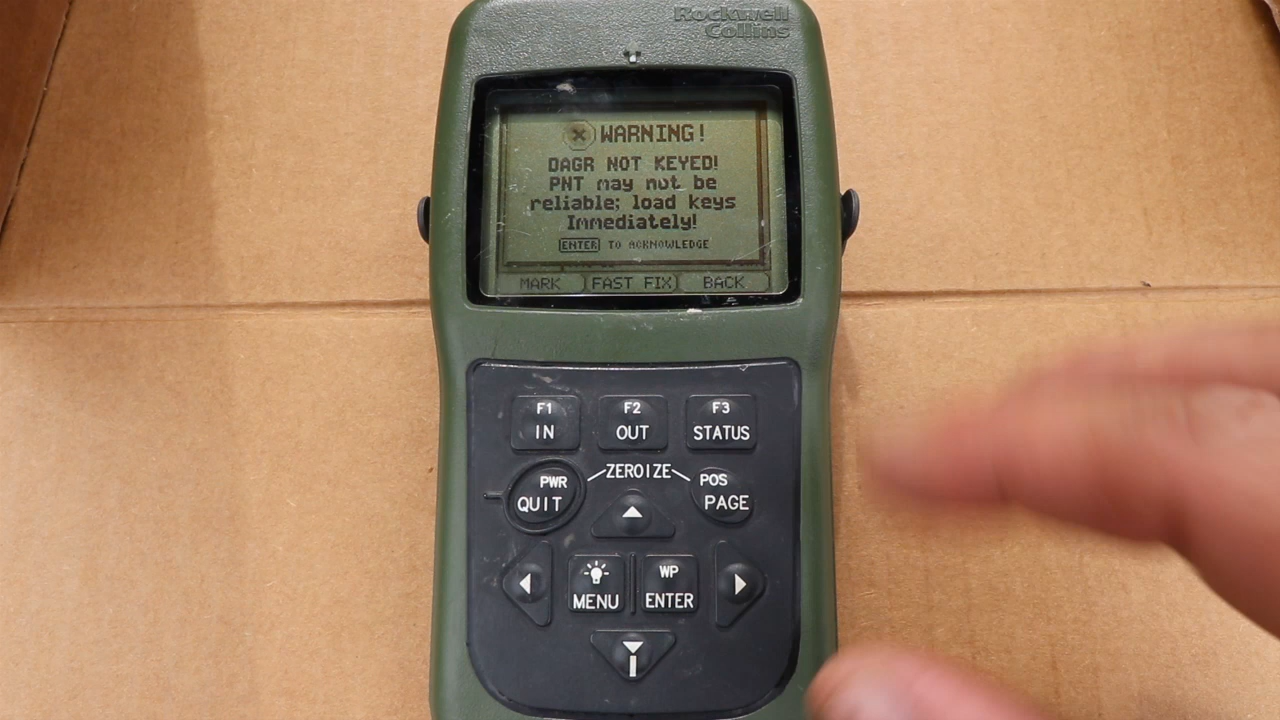 Rockwell
Collins
WARNING!
DAGR NOT KEYED!
PNT may not be
reliable; load keys
Immediately!
ENTER TO ACKNOWLEDGE
MARK FAST FIX BACK
F1 F2 F3
IN OUT STATUS
ZEROIZE
PWR POS
QUIT PAGE
WP
MENU ENTER